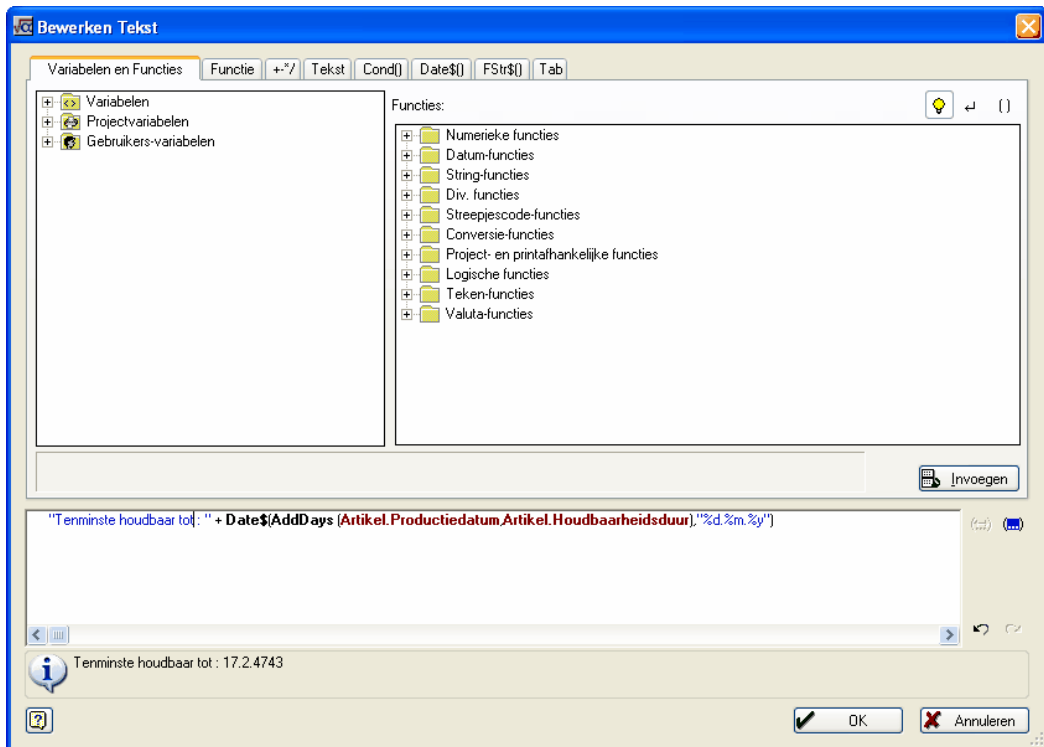 Bewerken Tekst
Variabelen en Functies Functie +-*/ Tekst Cond() Date$() FStr$() Tab
Variabelen
Projectvariabelen
Gebruikers-variabelen
Functies:
Numerieke functies
Datum-functies
String-functies
Div. functies
Streepjescode-functies
Conversie-functies
Project- en printafhankelijke functies
Logische functies
Teken-functies
Valuta-functies
Invoegen
"Tenminste houdbaar tot : " + Date$(AddDays (Artikel.Productiedatum,Artikel.Houdbaarheidsduur),"%d.%m.%y")
Tenminste houdbaar tot : 17.2.4743
OK Annuleren